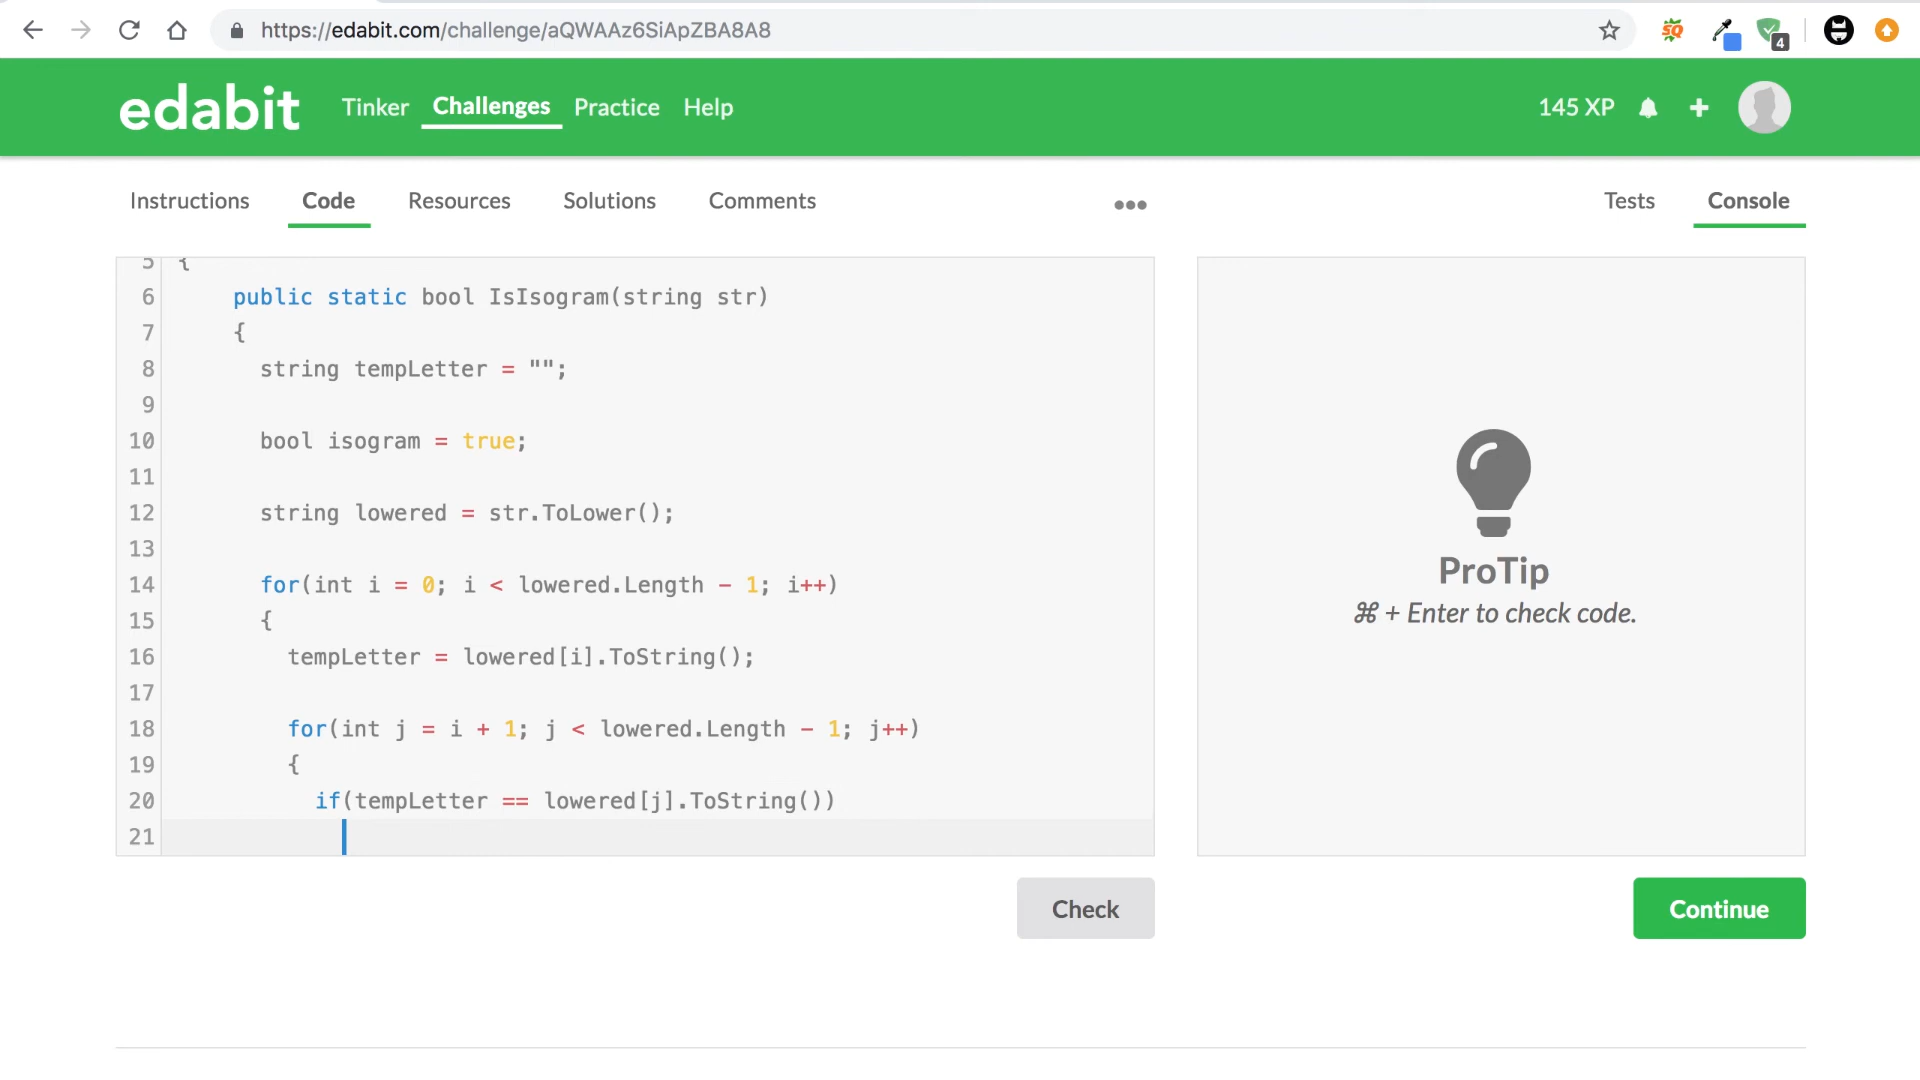 https://edabit.com/challenge/aQWAAz6SiApZBA8A8
SQ
4
edabit Tinker Challenges Practice Help 145 XP
Instructions Code Resources Solutions Comments Tests Console
5 {
6 public static bool IsIsogram(string str)
7 {
8 string tempLetter = "";
9
10 bool isogram = true;
11
12 string lowered = str.ToLower();
13
14 for(int i = 0; i < lowered.Length - 1; i++)
15 {
16 tempLetter = lowered[i].ToString();
17
18 for(int j = i + 1; j < lowered.Length - 1; j++)
19 {
20 if(tempLetter == lowered[j].ToString())
21
ProTip
⌘ + Enter to check code.
Check
Continue